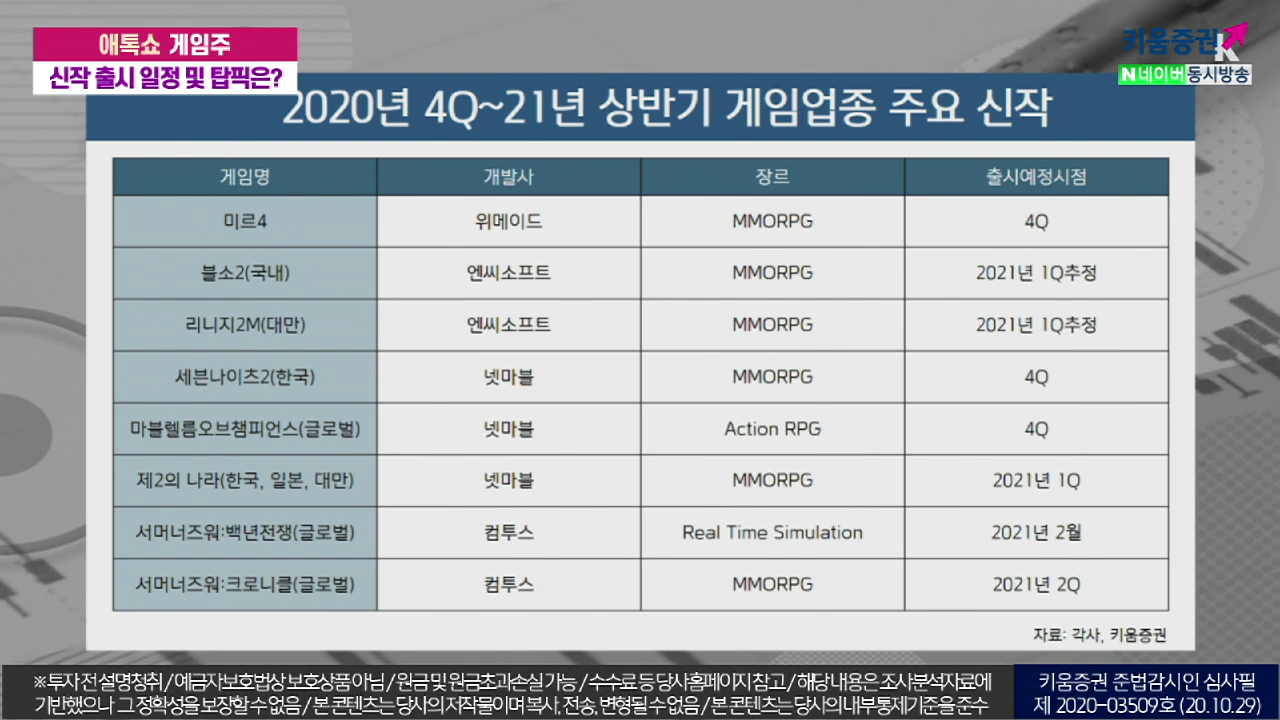 애톡쇼 게임주
신작 출시 일정 및 탑픽은?
키움증권
N네이버 동시방송
2020년 4Q~21년 상반기 게임업종 주요 신작
게임명 개발사 장르 출시예정시점
미르4 위메이드 MMORPG 4Q
블소2(국내) 엔씨소프트 MMORPG 2021년 1Q추정
리니지2M(대만) 엔씨소프트 MMORPG 2021년 1Q추정
세븐나이츠2(한국) 넷마블 MMORPG 4Q
마블렐름오브챔피언스(글로벌) 넷마블 Action RPG 4Q
제2의 나라(한국, 일본, 대만) 넷마블 MMORPG 2021년 1Q
서머너즈워:백년전쟁(글로벌) 컴투스 Real Time Simulation 2021년 2월
서머너즈워:크로니클(글로벌) 컴투스 MMORPG 2021년 2Q
자료: 각사, 키움증권
※투자 전 설명청취 / 예금자보호법상 보호상품 아님 / 원금 및 원금초과손실 가능 / 수수료 등 당사홈페이지 참고 / 해당 내용은 조사분석자료에
기반했으나 그 정확성을 보장할 수 없음 / 본 콘텐츠는 당사의 저작물이며 복사, 전송, 변형될 수 없음 / 본 콘텐츠는 당사의 내부통제기준을 준수
키움증권 준법감시인 심사필
제 2020-03509호 (20.10.29)